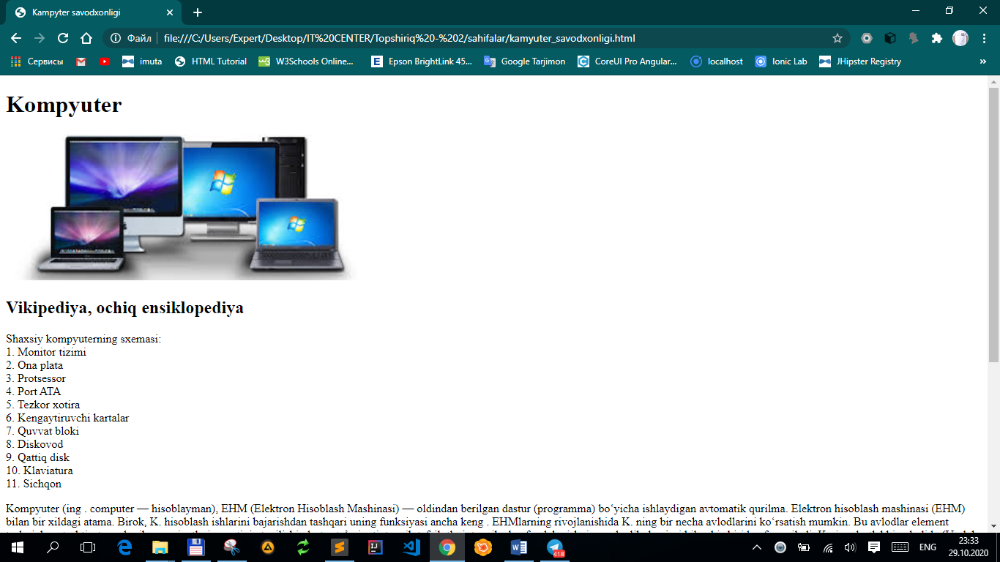 Kampyter savodxonligi
Файл
file:///C:/Users/Expert/Desktop/IT%20CENTER/Topshiriq%20-%202/sahifalar/kamyuter_savodxonligi.html
Сервисы imuta HTML Tutorial W3Schools Online... Epson BrightLink 45... Google Tarjimon CoreUI Pro Angular... localhost Ionic Lab JHipster Registry »
Kompyuter
Vikipediya, ochiq ensiklopediya
Shaxsiy kompyuterning sxemasi:
1. Monitor tizimi
2. Ona plata
3. Protsessor
4. Port ATA
5. Tezkor xotira
6. Kengaytiruvchi kartalar
7. Quvvat bloki
8. Diskovod
9. Qattiq disk
10. Klaviatura
11. Sichqon
Kompyuter (ing . computer — hisoblayman), EHM (Elektron Hisoblash Mashinasi) — oldindan berilgan dastur (programma) boʻyicha ishlaydigan avtomatik qurilma. Elektron hisoblash mashinasi (EHM)
bilan bir xildagi atama. Birok, K. hisoblash ishlarini bajarishdan tashqari uning funksiyasi ancha keng . EHMlarning rivojlanishida K. ning bir necha avlodlarini koʻrsatish mumkin. Bu avlodlar element
ENG
23:33
29.10.2020
418